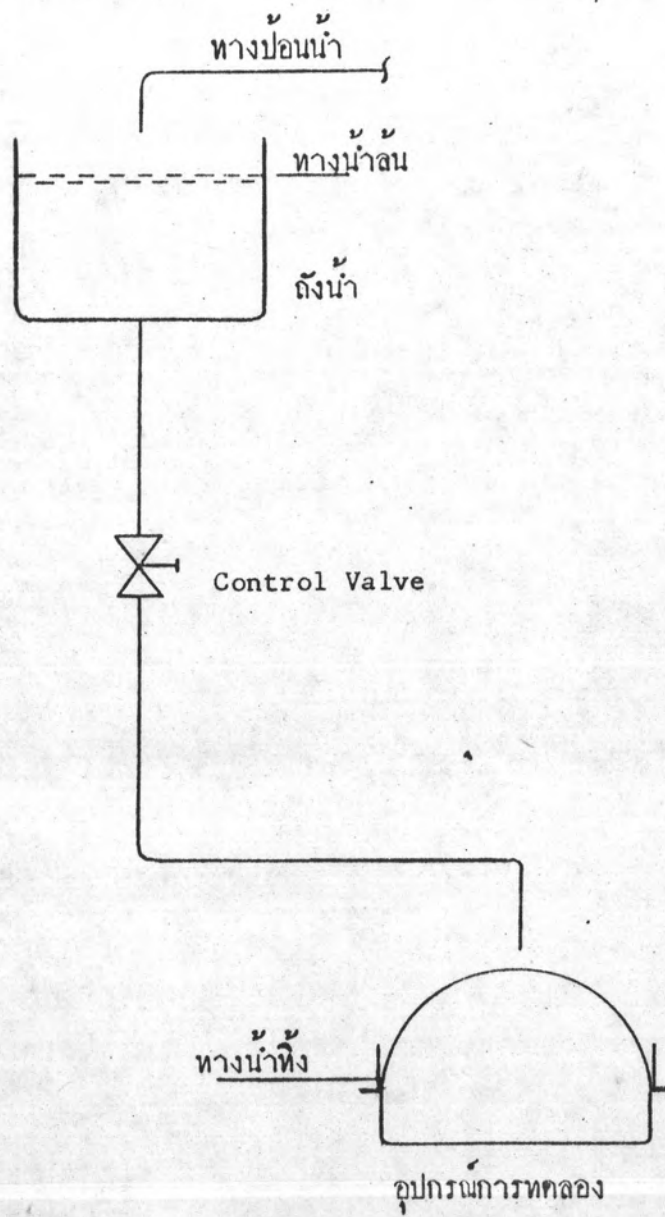 ทางป้อนน้ำ
ทางน้ำล้น
ถังน้ำ
Control Valve
ทางน้ำทิ้ง
อุปกรณ์การทดลอง